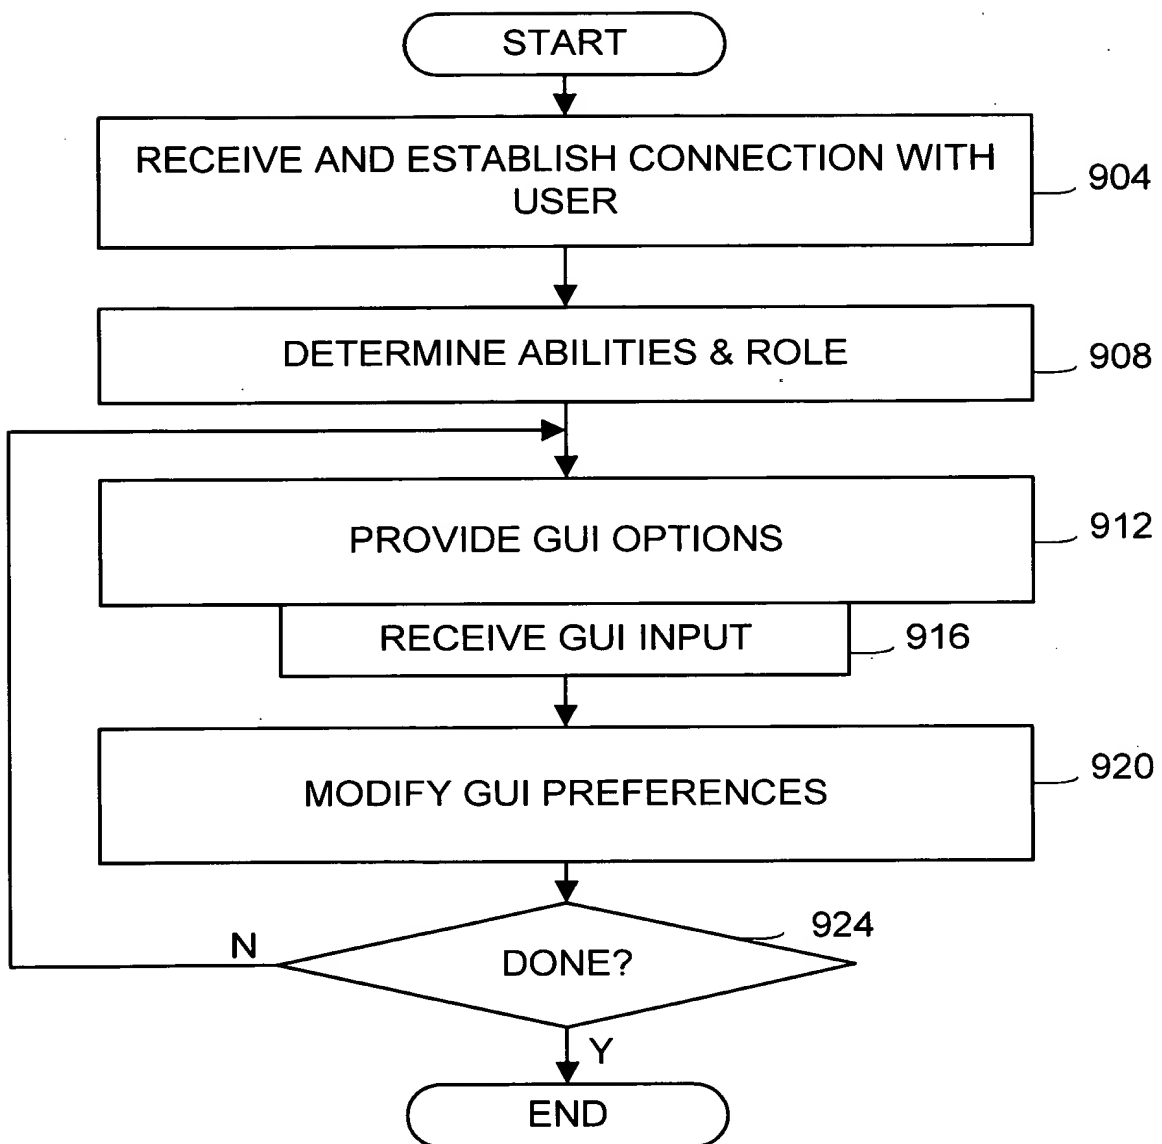 START
RECEIVE AND ESTABLISH CONNECTION WITH
USER
904
DETERMINE ABILITIES & ROLE
908
PROVIDE GUI OPTIONS
912
RECEIVE GUI INPUT
916
MODIFY GUI PREFERENCES
920
924
N
DONE?
Y
END